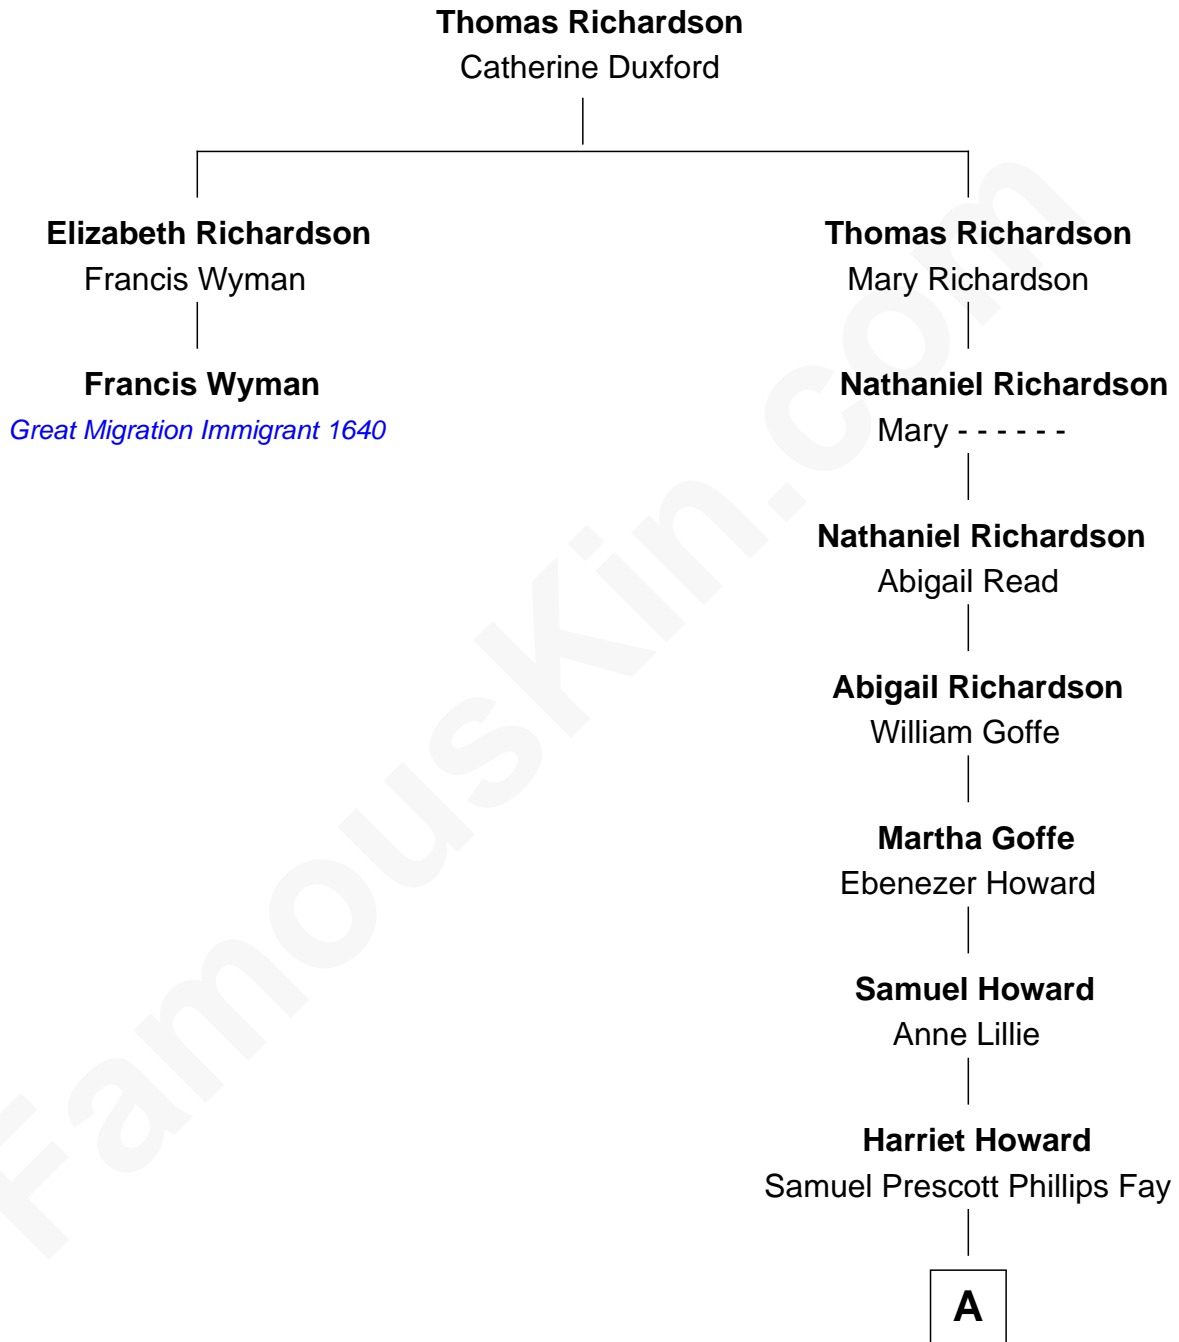 Thomas Richardson
Catherine Duxford
Elizabeth Richardson
Francis Wyman
Thomas Richardson
Mary Richardson
Francis Wyman
Great Migration Immigrant 1640
Nathaniel Richardson
Mary - - - - - -
Nathaniel Richardson
Abigail Read
Abigail Richardson
William Goffe
Martha Goffe
Ebenezer Howard
Samuel Howard
Anne Lillie
Harriet Howard
Samuel Prescott Phillips Fay
A
FamousKin.com